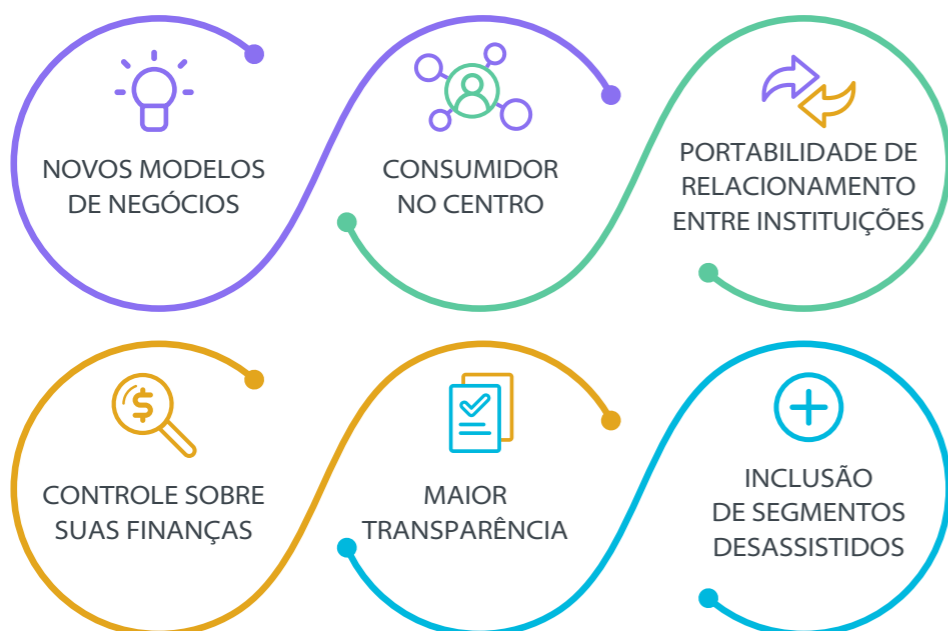 NOVOS MODELOS
DE NEGÓCIOS
CONSUMIDOR
NO CENTRO
PORTABILIDADE DE
RELACIONAMENTO
ENTRE INSTITUIÇÕES
$
CONTROLE SOBRE
SUAS FINANÇAS
MAIOR
TRANSPARÊNCIA
INCLUSÃO
DE SEGMENTOS
DESASSISTIDOS